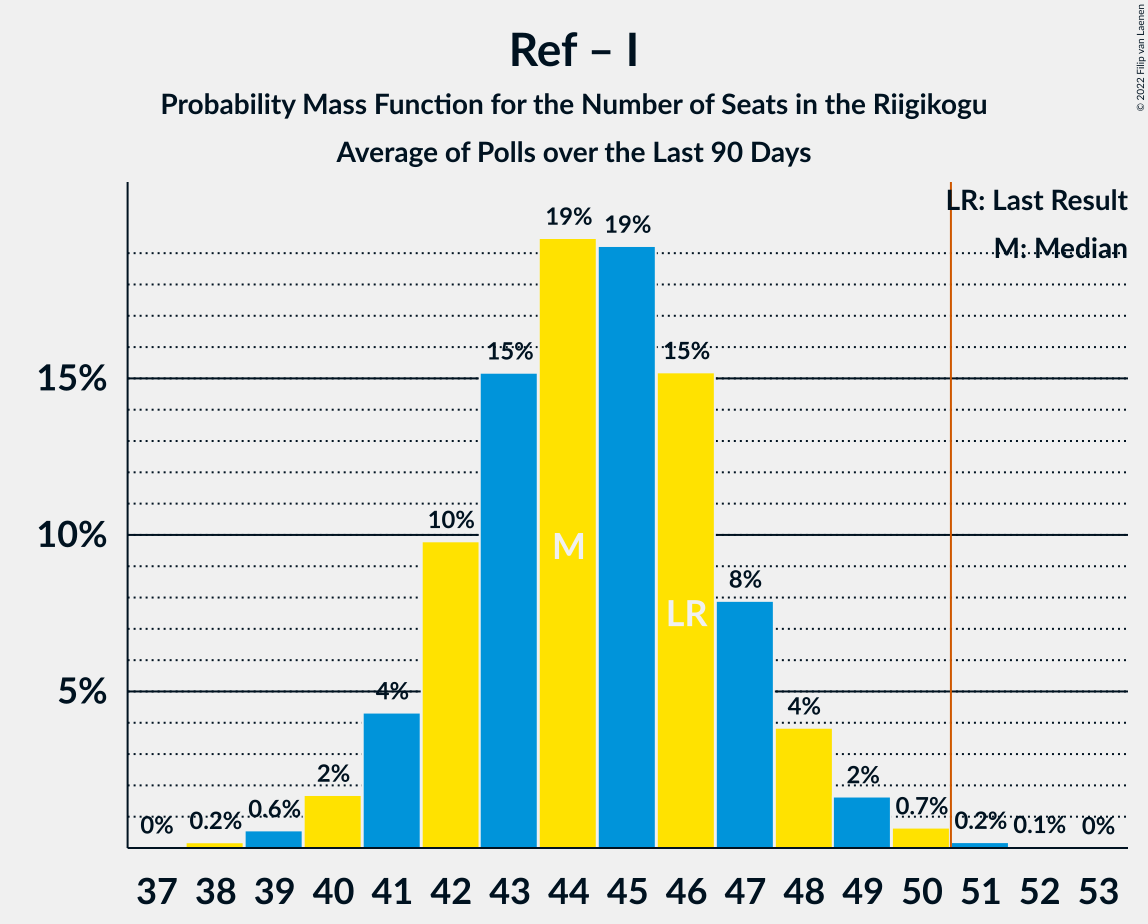 Ref – I
Probability Mass Function for the Number of Seats in the Riigikogu
Average of Polls over the Last 90 Days
© 2022 Filip van Laenen
LR: Last Result
M: Median
15%
10%
5%
0%
0.2%
0.6%
2%
4%
10%
15%
19%
19%
15%
8%
4%
2%
0.7%
0.2%
0.1%
0%
M
LR
37 38 39 40 41 42 43 44 45 46 47 48 49 50 51 52 53